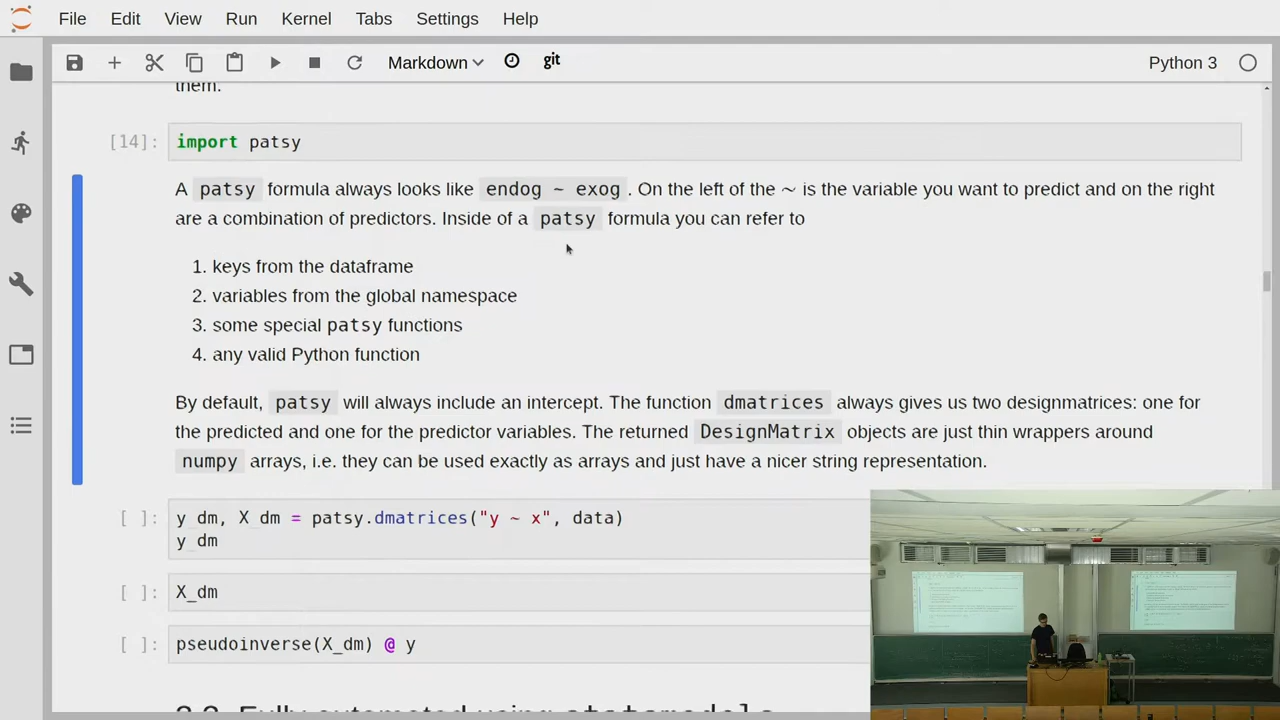 File Edit View Run Kernel Tabs Settings Help
Markdown git Python 3
them.
[14]: import patsy
A patsy formula always looks like endog ~ exog . On the left of the ~ is the variable you want to predict and on the right
are a combination of predictors. Inside of a patsy formula you can refer to
1. keys from the dataframe
2. variables from the global namespace
3. some special patsy functions
4. any valid Python function
By default, patsy will always include an intercept. The function dmatrices always gives us two designmatrices: one for
the predicted and one for the predictor variables. The returned DesignMatrix objects are just thin wrappers around
numpy arrays, i.e. they can be used exactly as arrays and just have a nicer string representation.
[ ]: y_dm, X_dm = patsy.dmatrices("y ~ x", data)
y_dm
[ ]: X_dm
[ ]: pseudoinverse(X_dm) @ y
Fully automated using statsmodels